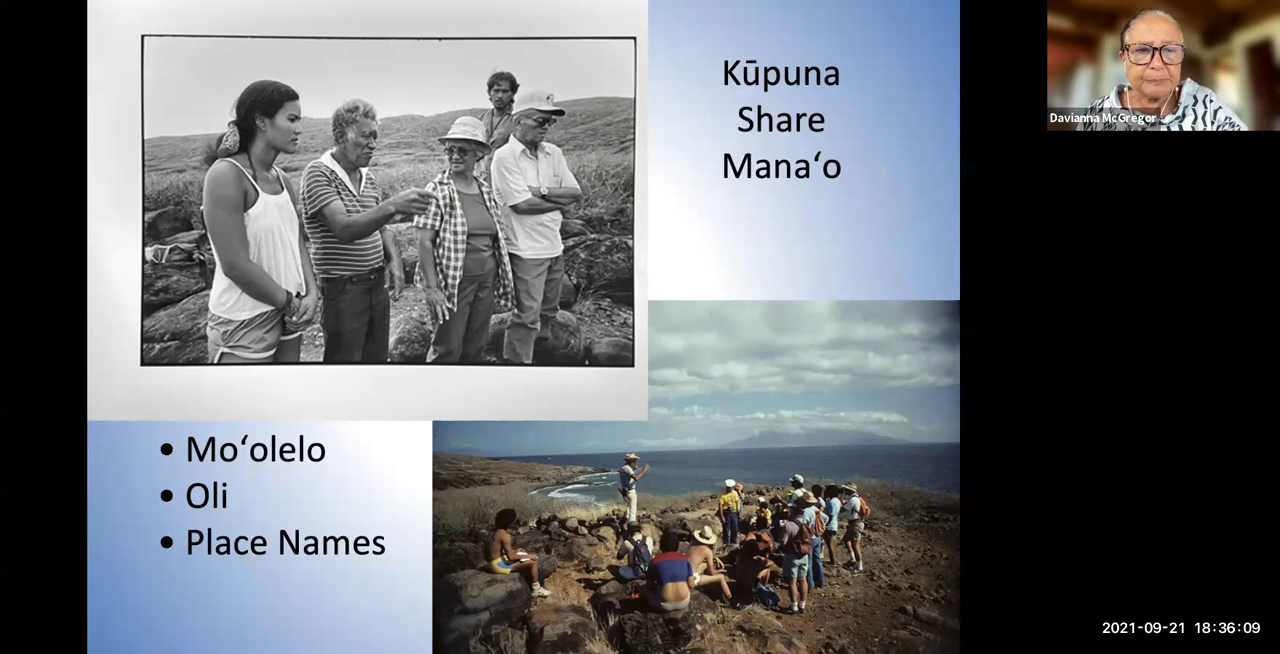 Kūpuna
Share
Manaʻo
Davianna McGregor
• Moʻolelo
• Oli
• Place Names
2021-09-21 18:36:09